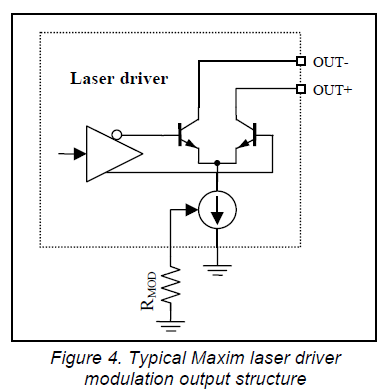 OUT-
Laser driver
OUT+
RMOD
Figure 4. Typical Maxim laser driver
modulation output structure